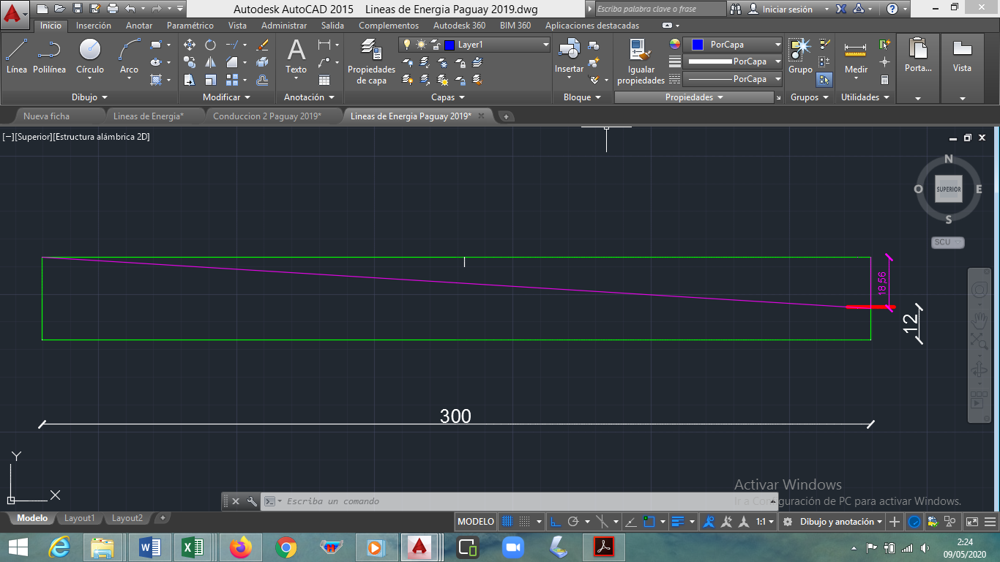 Autodesk AutoCAD 2015 Lineas de Energia Paguay 2019.dwg
Escriba palabra clave o frase
Iniciar sesión
Inicio Inserción Anotar Paramétrico Vista Administrar Salida Complementos Autodesk 360 BIM 360 Aplicaciones destacadas
Línea Polilínea Círculo Arco
Texto
Propiedades de capa
Layer1
Insertar
Igualar propiedades
PorCapa
PorCapa
PorCapa
Grupo
Medir
Porta...
Vista
Dibujo Modificar Anotación Capas Bloque Propiedades Grupos Utilidades
Nueva ficha Lineas de Energia* Conduccion 2 Paguay 2019* Lineas de Energia Paguay 2019*
[−][Superior][Estructura alámbrica 2D]
N
O SUPERIOR E
S
SCU
18,56
12
300
Y
X
Activar Windows
Ir a Configuración de PC para activar Windows.
Escriba un comando
Modelo Layout1 Layout2
MODELO
1:1
Dibujo y anotación
2:24
09/05/2020